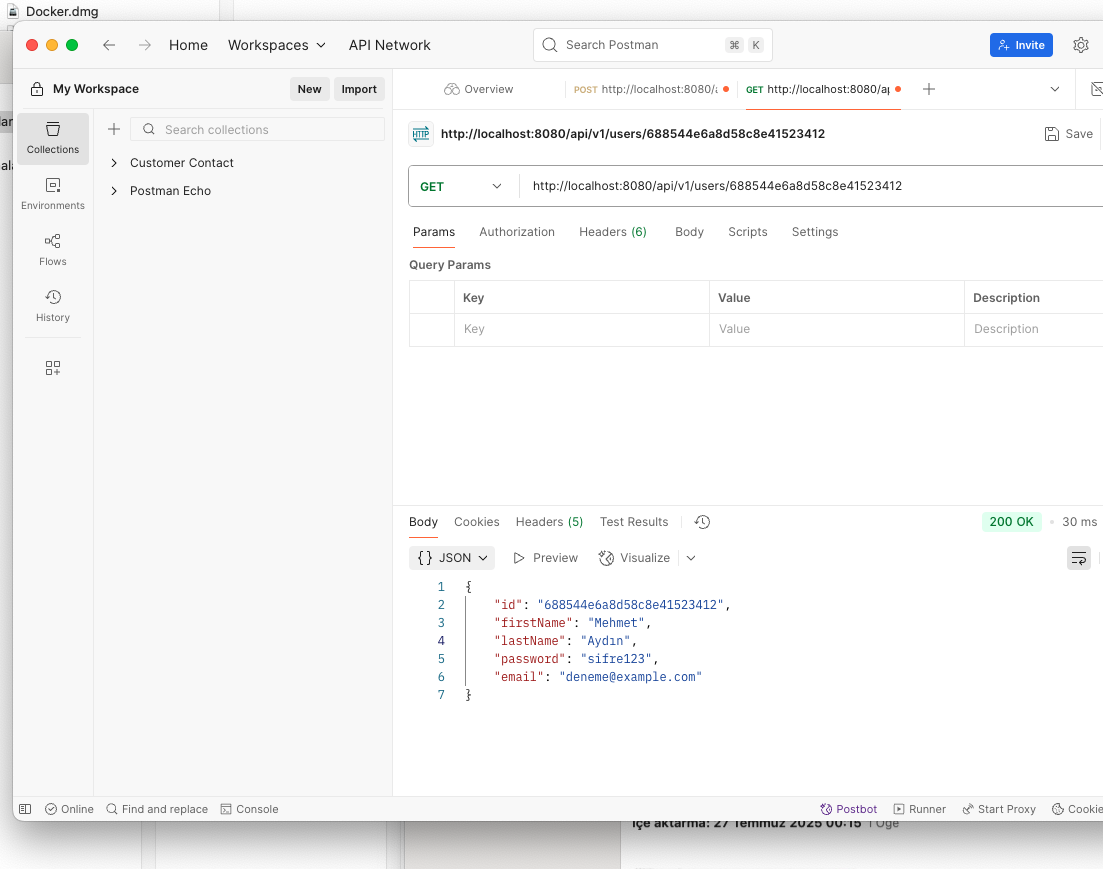 Docker.dmg
Home
Workspaces
API Network
Search Postman
⌘ K
Invite
My Workspace
New
Import
Overview
POST http://localhost:8080/
GET http://localhost:8080/a
Collections
Search collections
Customer Contact
Postman Echo
Environments
Flows
History
HTTP
http://localhost:8080/api/v1/users/688544e6a8d58c8e41523412
Save
GET
http://localhost:8080/api/v1/users/688544e6a8d58c8e41523412
Params
Authorization
Headers (6)
Body
Scripts
Settings
Query Params
Key Value Description
Key Value Description
Body
Cookies
Headers (5)
Test Results
200 OK • 30 ms
{} JSON
Preview
Visualize
1 {
2 "id": "688544e6a8d58c8e41523412",
3 "firstName": "Mehmet",
4 "lastName": "Aydın",
5 "password": "sifre123",
6 "email": "deneme@example.com"
7 }
Online
Find and replace
Console
Postbot
Runner
Start Proxy
Cookie
İçe aktarma: 27 Temmuz 2025 00:15 1 Öğe